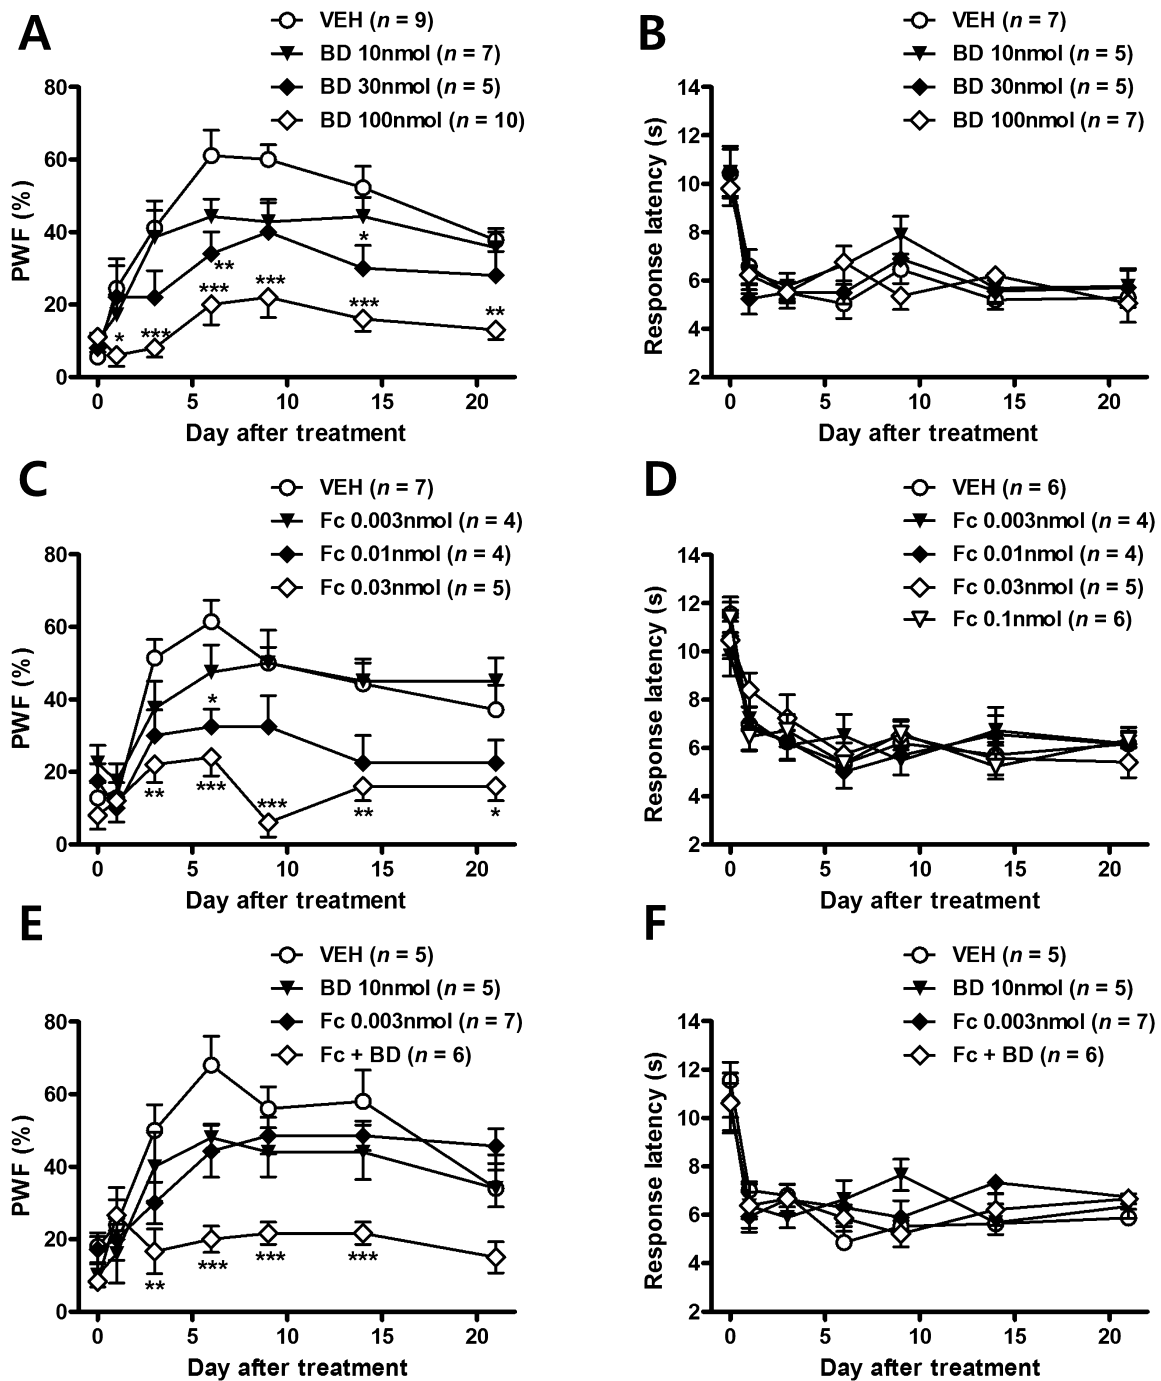 A
VEH (n = 9)
BD 10nmol (n = 7)
BD 30nmol (n = 5)
BD 100nmol (n = 10)
PWF (%)
80
60
40
20
0
*
**
***
***
***
**
*
***
0
5
10
15
20
Day after treatment
B
VEH (n = 7)
BD 10nmol (n = 5)
BD 30nmol (n = 5)
BD 100nmol (n = 7)
Response latency (s)
14
12
10
8
6
4
2
0
5
10
15
20
Day after treatment
C
VEH (n = 7)
Fc 0.003nmol (n = 4)
Fc 0.01nmol (n = 4)
Fc 0.03nmol (n = 5)
PWF (%)
80
60
40
20
0
*
**
***
***
**
*
0
5
10
15
20
Day after treatment
D
VEH (n = 6)
Fc 0.003nmol (n = 4)
Fc 0.01nmol (n = 4)
Fc 0.03nmol (n = 5)
Fc 0.1nmol (n = 6)
Response latency (s)
14
12
10
8
6
4
2
0
5
10
15
20
Day after treatment
E
VEH (n = 5)
BD 10nmol (n = 5)
Fc 0.003nmol (n = 7)
Fc + BD (n = 6)
PWF (%)
80
60
40
20
0
**
***
***
***
0
5
10
15
20
Day after treatment
F
VEH (n = 5)
BD 10nmol (n = 5)
Fc 0.003nmol (n = 7)
Fc + BD (n = 6)
Response latency (s)
14
12
10
8
6
4
2
0
5
10
15
20
Day after treatment